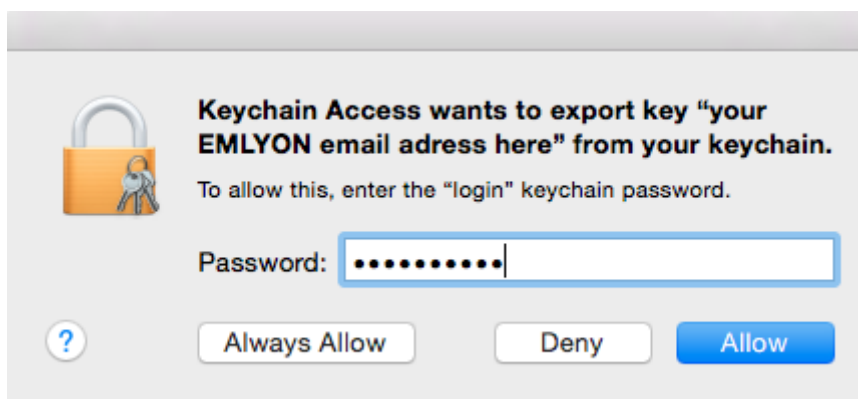 Keychain Access wants to export key “your
EMLYON email adress here” from your keychain.
To allow this, enter the “login” keychain password.
Password: ••••••••••
?
Always Allow
Deny
Allow